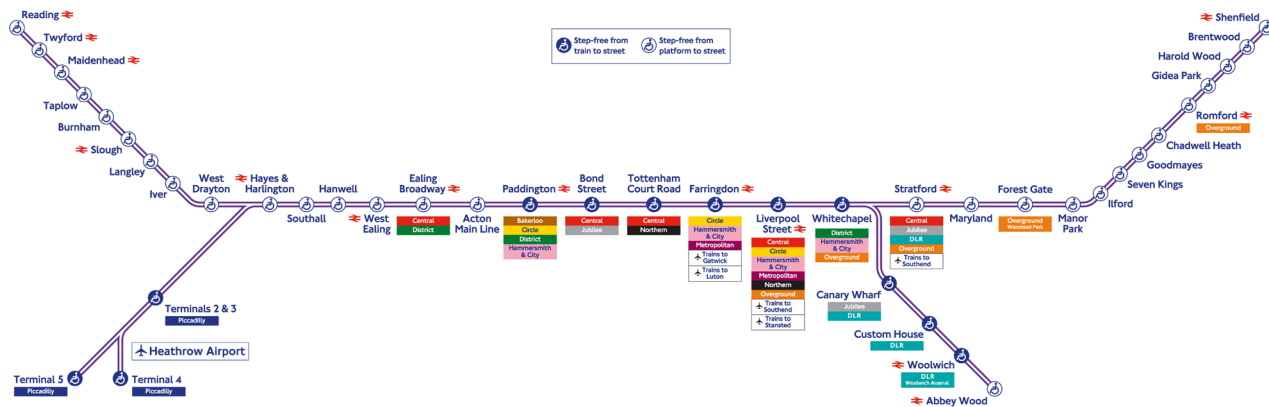 Reading
Twyford
Maidenhead
Taplow
Burnham
Slough
Langley
Iver
West
Drayton
Hayes &
Harlington
Southall
Hanwell
West
Ealing
Ealing
Broadway
Central
District
Acton
Main Line
Paddington
Bakerloo
Circle
District
Hammersmith
& City
Bond
Street
Central
Jubilee
Tottenham
Court Road
Central
Northern
Farringdon
Circle
Hammersmith
& City
Metropolitan
Trains to
Gatwick
Trains to
Luton
Liverpool
Street
Central
Circle
Hammersmith
& City
Metropolitan
Northern
Overground
Trains to
Southend
Trains to
Stansted
Whitechapel
District
Hammersmith
& City
Overground
Stratford
Central
Jubilee
DLR
Overground
Trains to
Southend
Maryland
Forest Gate
Overground
Wanstead Park
Manor
Park
Ilford
Seven Kings
Goodmayes
Chadwell Heath
Romford
Overground
Gidea Park
Harold Wood
Brentwood
Shenfield
Step-free from
train to street
Step-free from
platform to street
Terminals 2 & 3
Piccadilly
Heathrow Airport
Terminal 5
Piccadilly
Terminal 4
Piccadilly
Canary Wharf
Jubilee
DLR
Custom House
DLR
Woolwich
DLR
Woolwich Arsenal
Abbey Wood